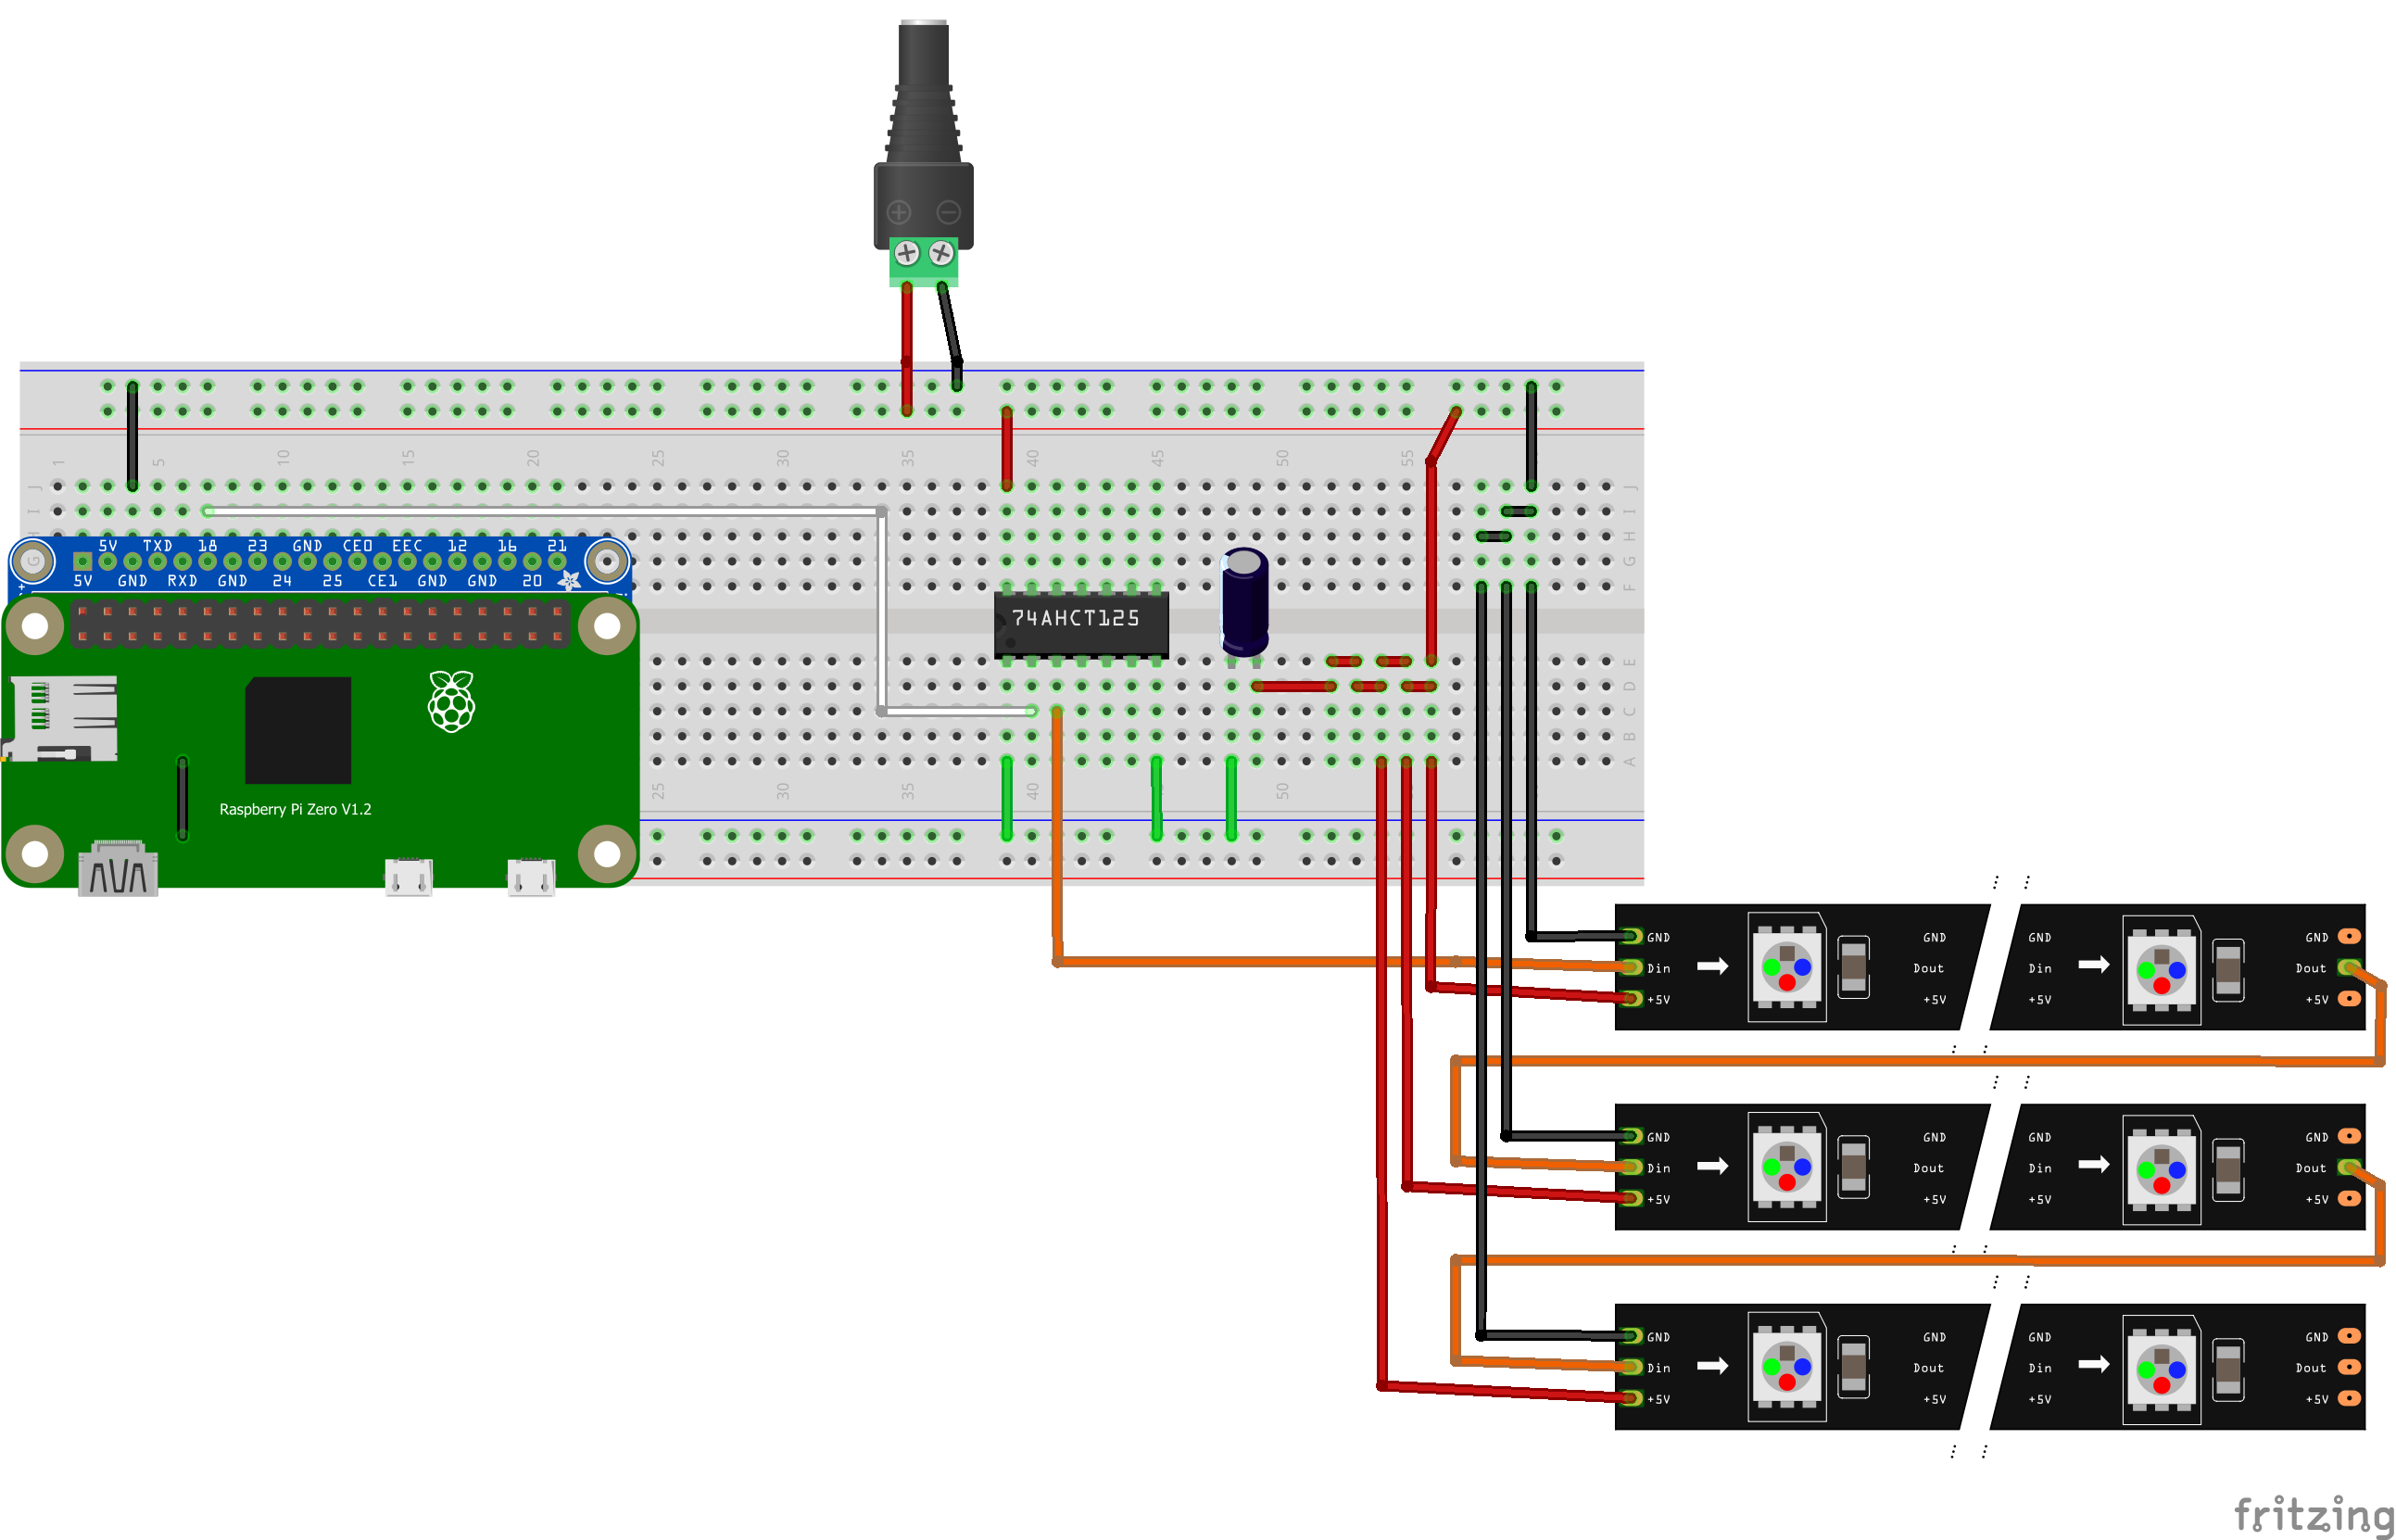 1 5 10 15 20 25 30 35 40 45 50 55
J J
I I
H
5V TXD 18 23 GND CE0 EEC 12 16 21
G G
5V GND RXD GND 24 25 CE1 GND GND 20
F
74AHCT125
E
D
C
B
A
25 30 35 40 50
Raspberry Pi Zero V1.2
GND GND GND GND
Din Dout Din Dout
+5V +5V +5V +5V
GND GND GND GND
Din Dout Din Dout
+5V +5V +5V +5V
GND GND GND GND
Din Dout Din Dout
+5V +5V +5V +5V
fritzing